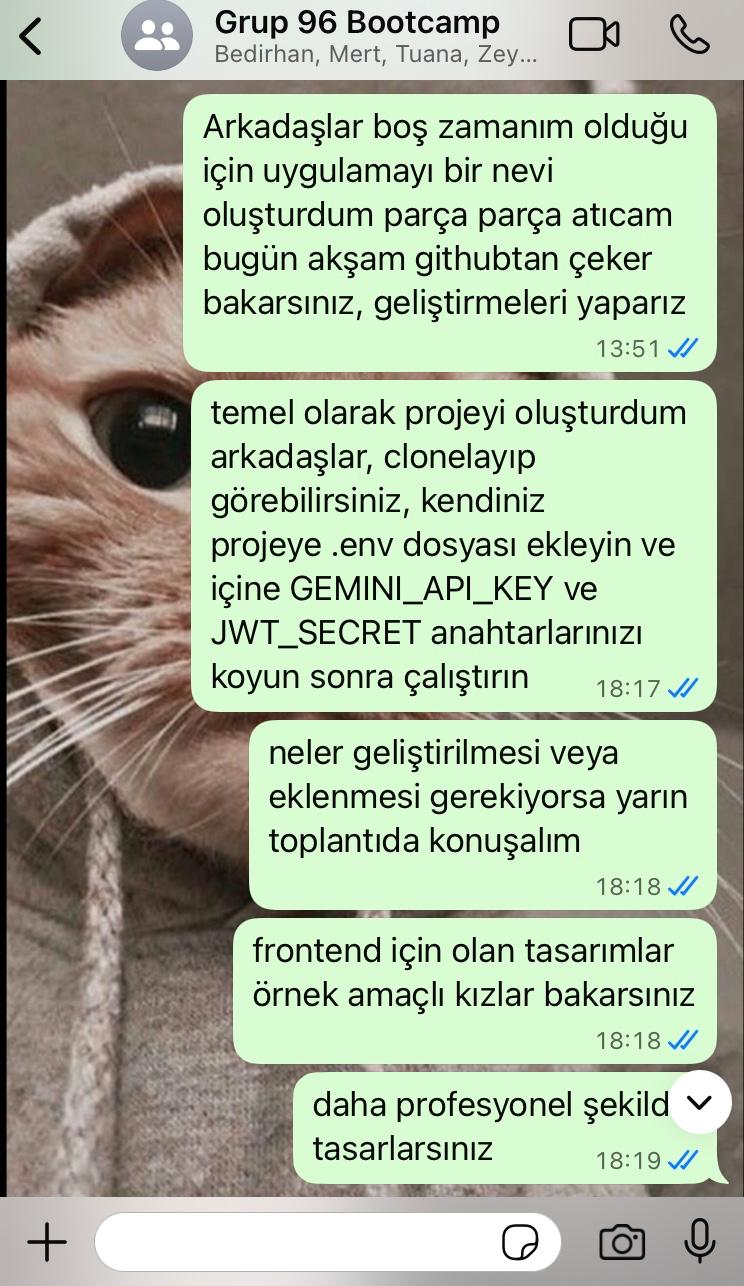 Grup 96 Bootcamp
Bedirhan, Mert, Tuana, Zey...
Arkadaşlar boş zamanım olduğu
için uygulamayı bir nevi
oluşturdum parça parça atıcam
bugün akşam githubtan çeker
bakarsınız, geliştirmeleri yaparız
13:51
temel olarak projeyi oluşturdum
arkadaşlar, clonelayıp
görebilirsiniz, kendiniz
projeye .env dosyası ekleyin ve
içine GEMINI_API_KEY ve
JWT_SECRET anahtarlarınızı
koyun sonra çalıştırın
18:17
neler geliştirilmesi veya
eklenmesi gerekiyorsa yarın
toplantıda konuşalım
18:18
frontend için olan tasarımlar
örnek amaçlı kızlar bakarsınız
18:18
daha profesyonel şekild
tasarlarsınız
18:19